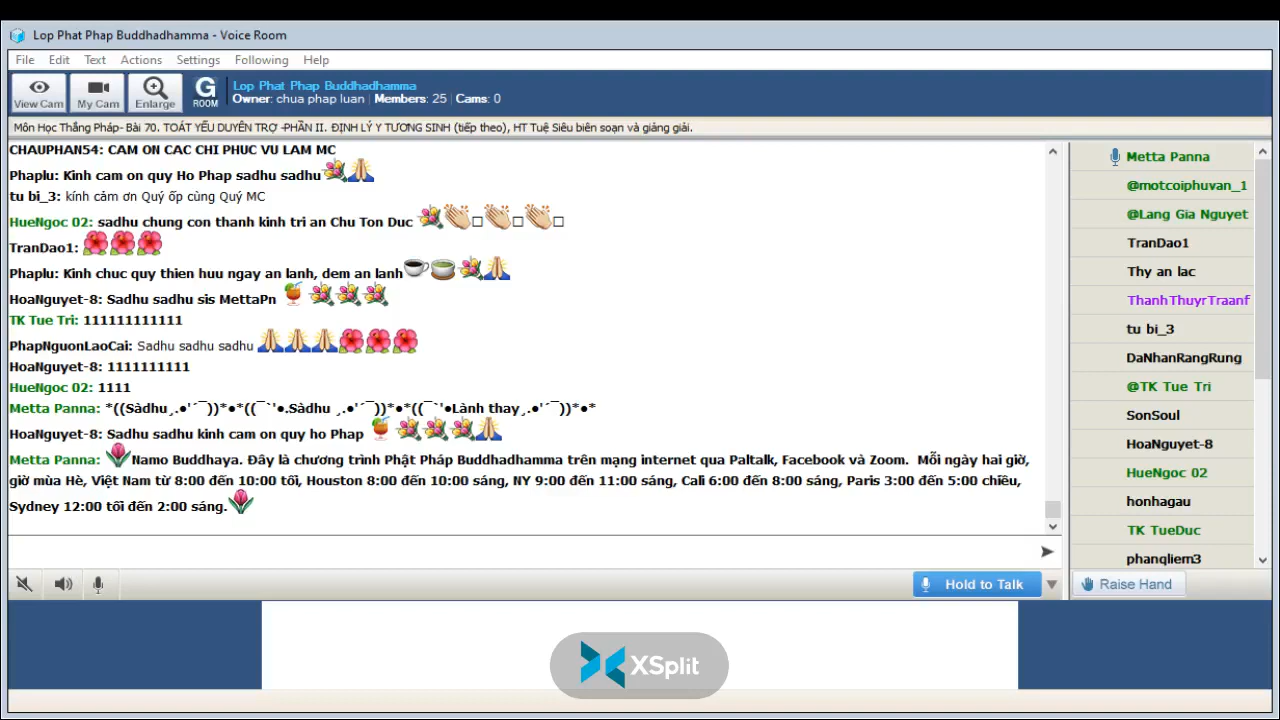 Lop Phat Phap Buddhadhamma - Voice Room
File Edit Text Actions Settings Following Help
View Cam My Cam Enlarge G ROOM
Lop Phat Phap Buddhadhamma
Owner: chua phap luan | Members: 25 | Cams: 0
Môn Học Thắng Pháp- Bài 70. TOÁT YẾU DUYÊN TRỢ -PHẦN II. ĐỊNH LÝ Y TƯƠNG SINH (tiếp theo), HT Tuệ Siêu biên soạn và giảng giải.
CHAUPHAN54: CAM ON CAC CHI PHUC VU LAM MC
Phaplu: Kinh cam on quy Ho Phap sadhu sadhu
tu bi_3: kính cảm ơn Quý ốp cùng Quý MC
HueNgoc 02: sadhu chung con thanh kinh tri an Chu Ton Duc
TranDao1:
Phaplu: Kinh chuc quy thien huu ngay an lanh, dem an lanh
HoaNguyet-8: Sadhu sadhu sis MettaPn
TK Tue Tri: 111111111111
PhapNguonLaoCai: Sadhu sadhu sadhu
HoaNguyet-8: 1111111111
HueNgoc 02: 1111
Metta Panna: *((Sàdhu¸.●'´¯))*●*((¯`'●.Sàdhu ¸.●'´¯))*●*((¯`'●Lành thay¸.●'´¯))*●*
HoaNguyet-8: Sadhu sadhu kinh cam on quy ho Phap
Metta Panna: Namo Buddhaya. Đây là chương trình Phật Pháp Buddhadhamma trên mạng internet qua Paltalk, Facebook và Zoom. Mỗi ngày hai giờ,
giờ mùa Hè, Việt Nam từ 8:00 đến 10:00 tối, Houston 8:00 đến 10:00 sáng, NY 9:00 đến 11:00 sáng, Cali 6:00 đến 8:00 sáng, Paris 3:00 đến 5:00 chiều,
Sydney 12:00 tối đến 2:00 sáng.
Metta Panna
@motcoiphuvan_1
@Lang Gia Nguyet
TranDao1
Thy an lac
ThanhThuyrTraanf
tu bi_3
DaNhanRangRung
@TK Tue Tri
SonSoul
HoaNguyet-8
HueNgoc 02
honhagau
TK TueDuc
phanqliem3
Hold to Talk
Raise Hand
XSplit